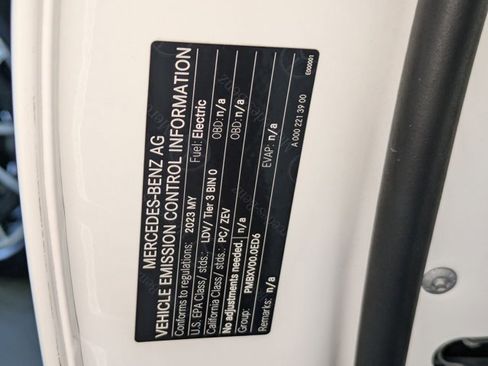 MERCEDES-BENZ AG
VEHICLE EMISSION CONTROL INFORMATION
Conforms to regulations: 2023 MY Fuel: Electric
U.S. EPA Class/ stds.: LDV/ Tier 3 BIN 0 OBD: n/a
California Class/ stds.: PC/ ZEV OBD: n/a
No adjustments needed. n/a
Group: PMBXV00.0ED6 EVAP: n/a
Remarks: n/a
A 000 221 39 00
E00001